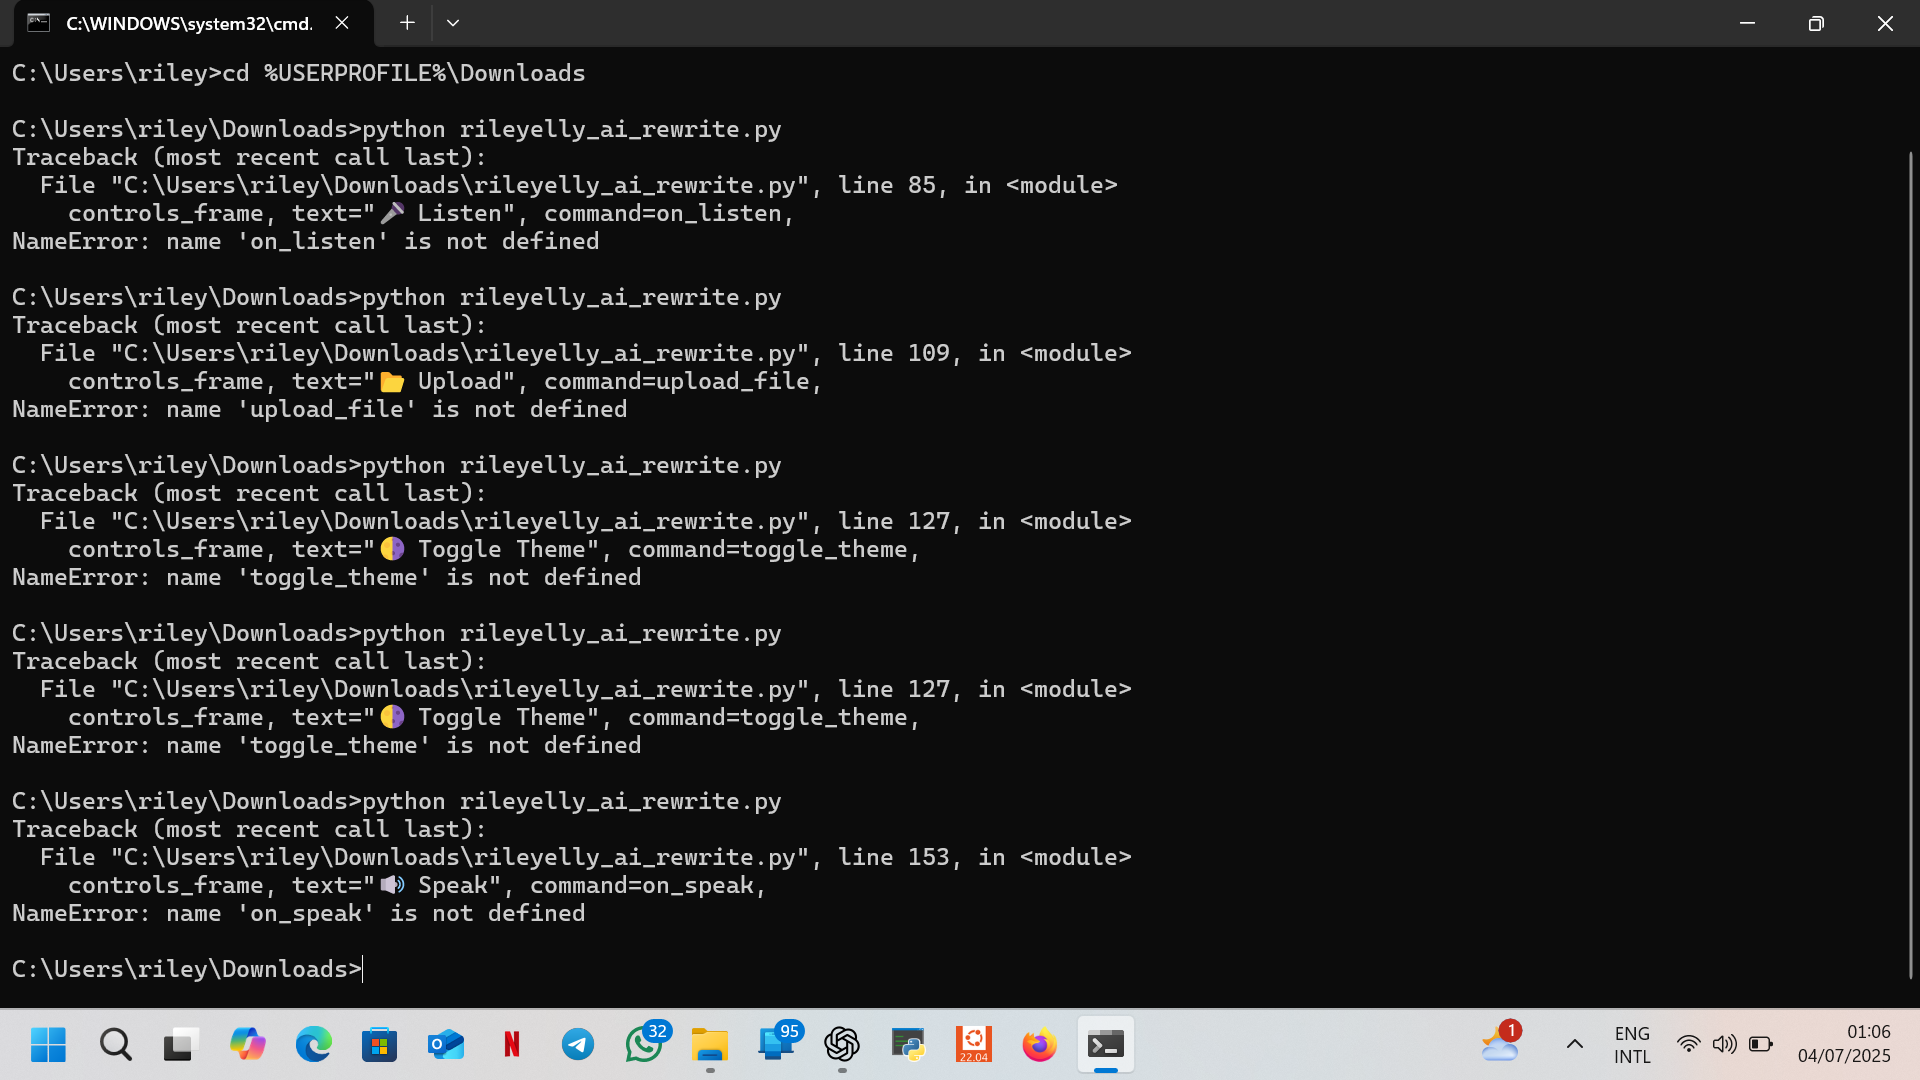 C:\WINDOWS\system32\cmd.
C:\Users\riley>cd %USERPROFILE%\Downloads
C:\Users\riley\Downloads>python rileyelly_ai_rewrite.py
Traceback (most recent call last):
  File "C:\Users\riley\Downloads\rileyelly_ai_rewrite.py", line 85, in <module>
    controls_frame, text="🎤 Listen", command=on_listen,
NameError: name 'on_listen' is not defined
C:\Users\riley\Downloads>python rileyelly_ai_rewrite.py
Traceback (most recent call last):
  File "C:\Users\riley\Downloads\rileyelly_ai_rewrite.py", line 109, in <module>
    controls_frame, text="📂 Upload", command=upload_file,
NameError: name 'upload_file' is not defined
C:\Users\riley\Downloads>python rileyelly_ai_rewrite.py
Traceback (most recent call last):
  File "C:\Users\riley\Downloads\rileyelly_ai_rewrite.py", line 127, in <module>
    controls_frame, text="🌓 Toggle Theme", command=toggle_theme,
NameError: name 'toggle_theme' is not defined
C:\Users\riley\Downloads>python rileyelly_ai_rewrite.py
Traceback (most recent call last):
  File "C:\Users\riley\Downloads\rileyelly_ai_rewrite.py", line 127, in <module>
    controls_frame, text="🌓 Toggle Theme", command=toggle_theme,
NameError: name 'toggle_theme' is not defined
C:\Users\riley\Downloads>python rileyelly_ai_rewrite.py
Traceback (most recent call last):
  File "C:\Users\riley\Downloads\rileyelly_ai_rewrite.py", line 153, in <module>
    controls_frame, text="🔊 Speak", command=on_speak,
NameError: name 'on_speak' is not defined
C:\Users\riley\Downloads>
N
32
95
22.04
1
ENG
INTL
01:06
04/07/2025